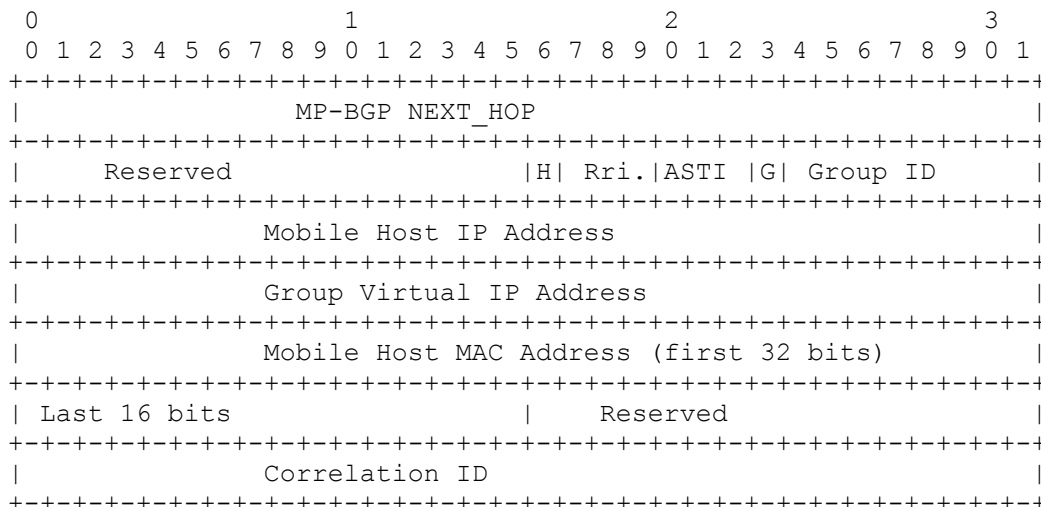 0                   1                   2                   3
0 1 2 3 4 5 6 7 8 9 0 1 2 3 4 5 6 7 8 9 0 1 2 3 4 5 6 7 8 9 0 1
+-+-+-+-+-+-+-+-+-+-+-+-+-+-+-+-+-+-+-+-+-+-+-+-+-+-+-+-+-+-+-+-+
|                 MP-BGP NEXT_HOP                               |
+-+-+-+-+-+-+-+-+-+-+-+-+-+-+-+-+-+-+-+-+-+-+-+-+-+-+-+-+-+-+-+-+
|     Reserved                  |H| Rri.|ASTI |G| Group ID      |
+-+-+-+-+-+-+-+-+-+-+-+-+-+-+-+-+-+-+-+-+-+-+-+-+-+-+-+-+-+-+-+-+
|               Mobile Host IP Address                          |
+-+-+-+-+-+-+-+-+-+-+-+-+-+-+-+-+-+-+-+-+-+-+-+-+-+-+-+-+-+-+-+-+
|               Group Virtual IP Address                        |
+-+-+-+-+-+-+-+-+-+-+-+-+-+-+-+-+-+-+-+-+-+-+-+-+-+-+-+-+-+-+-+-+
|               Mobile Host MAC Address (first 32 bits)         |
+-+-+-+-+-+-+-+-+-+-+-+-+-+-+-+-+-+-+-+-+-+-+-+-+-+-+-+-+-+-+-+-+
| Last 16 bits                  |    Reserved                   |
+-+-+-+-+-+-+-+-+-+-+-+-+-+-+-+-+-+-+-+-+-+-+-+-+-+-+-+-+-+-+-+-+
|               Correlation ID                                  |
+-+-+-+-+-+-+-+-+-+-+-+-+-+-+-+-+-+-+-+-+-+-+-+-+-+-+-+-+-+-+-+-+